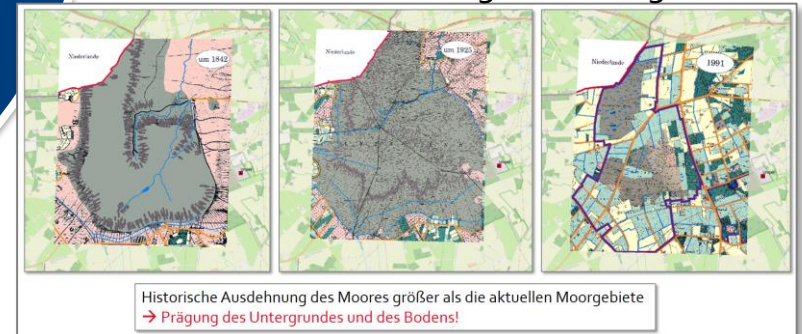 Niederlande
um 1842
Niederlande
um 1925
Niederlande
1991
Historische Ausdehnung des Moores größer als die aktuellen Moorgebiete
→ Prägung des Untergrundes und des Bodens!